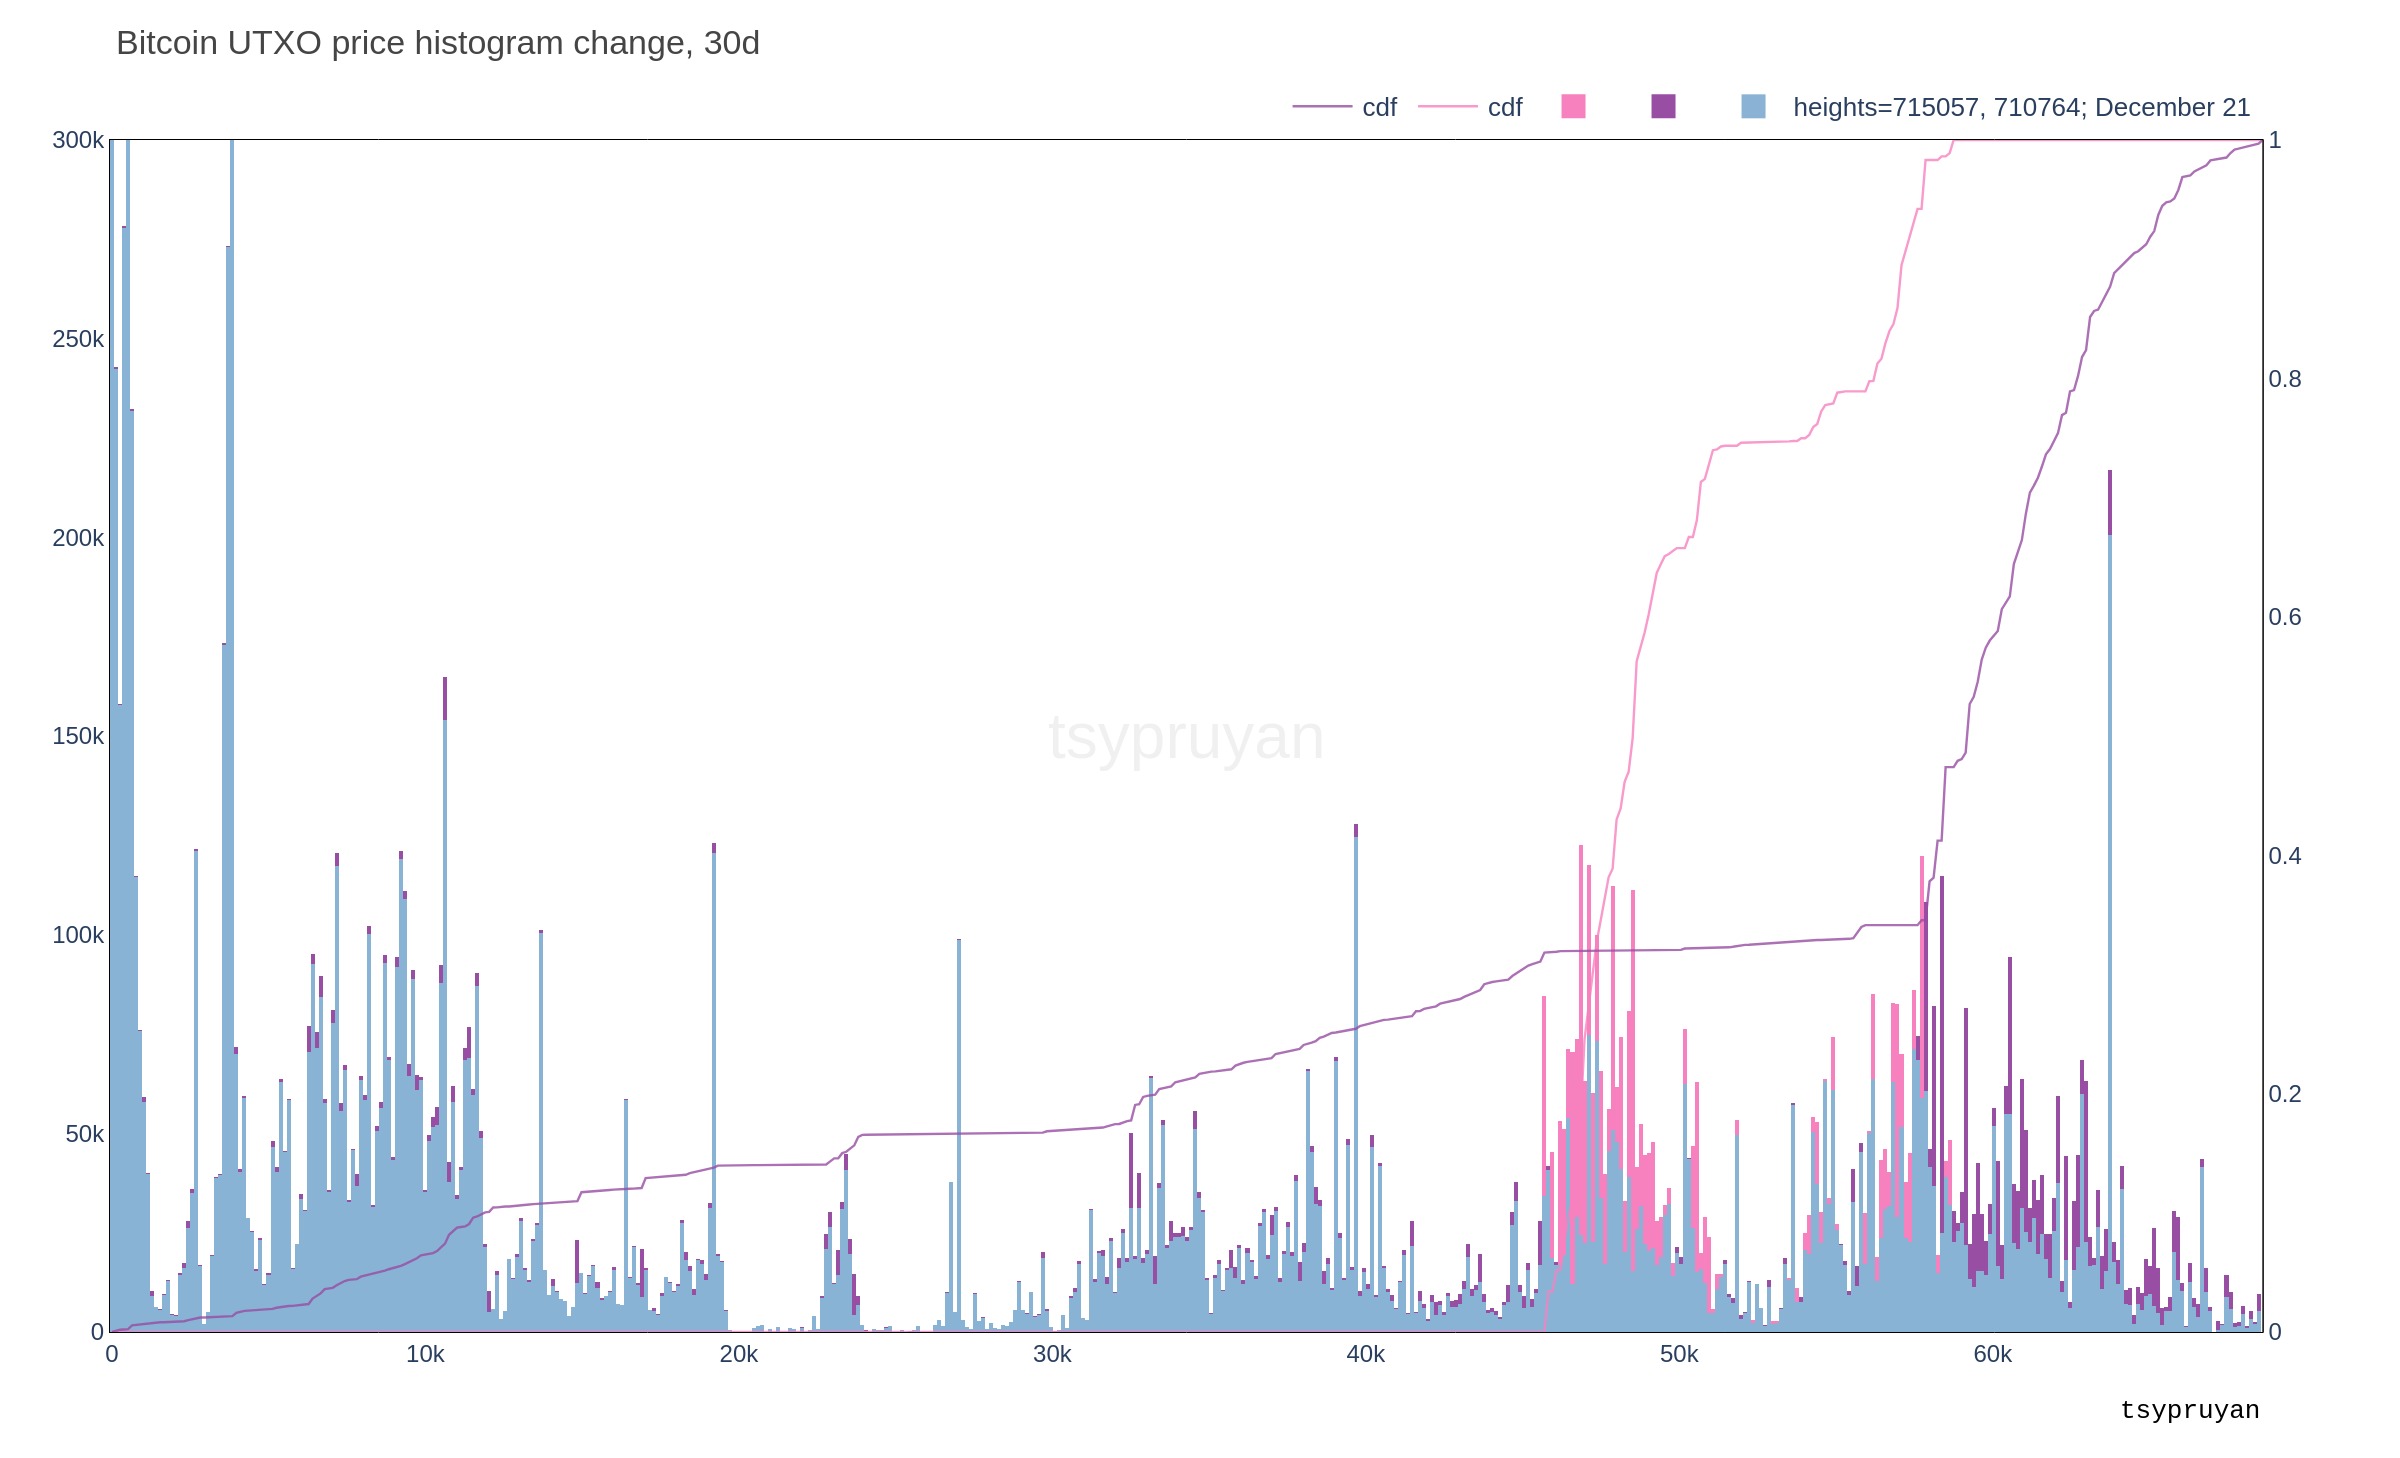 Bitcoin UTXO price histogram change, 30d
cdf cdf heights=715057, 710764; December 21
300k 1
250k
0.8
200k
0.6
150k
tsypruyan
0.4
100k
0.2
50k
0 0
0 10k 20k 30k 40k 50k 60k
tsypruyan